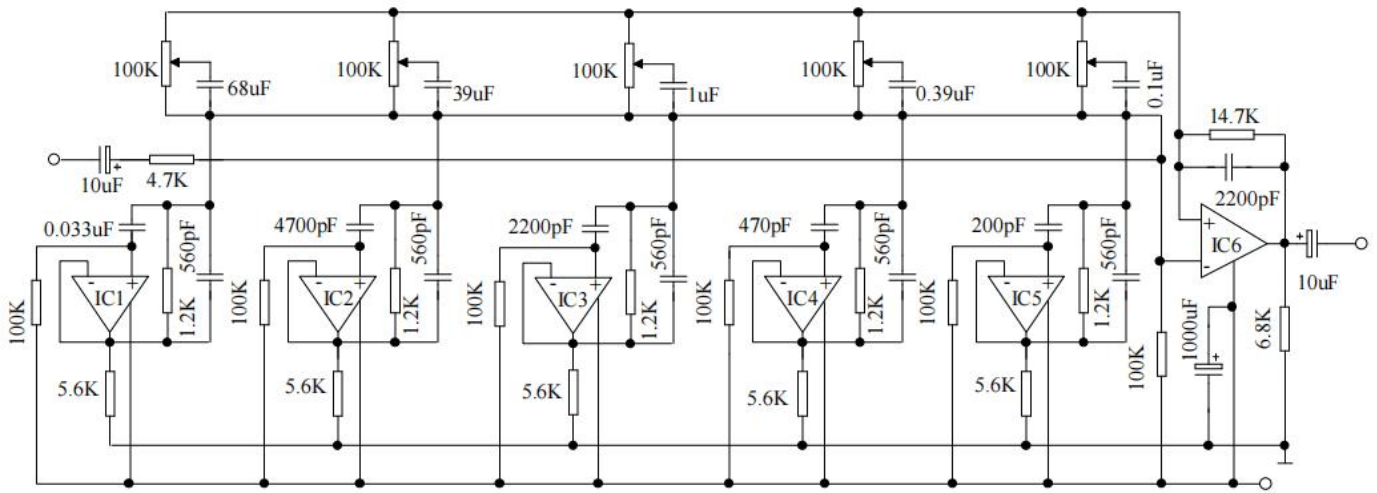 100K
68uF
100K
39uF
100K
1uF
100K
0.39uF
100K
0.1uF
14.7K
2200pF
10uF
+
4.7K
0.033uF
560pF
4700pF
560pF
2200pF
560pF
470pF
560pF
200pF
560pF
+
IC6
-
+
10uF
100K
-
+
IC1
1.2K
100K
-
+
IC2
1.2K
100K
-
+
IC3
1.2K
100K
-
+
IC4
1.2K
100K
-
+
IC5
1.2K
100K
1000uF
+
6.8K
5.6K
5.6K
5.6K
5.6K
5.6K